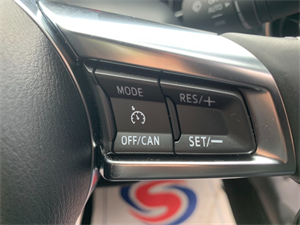 MODE
RES/+
OFF/CAN
SET/−